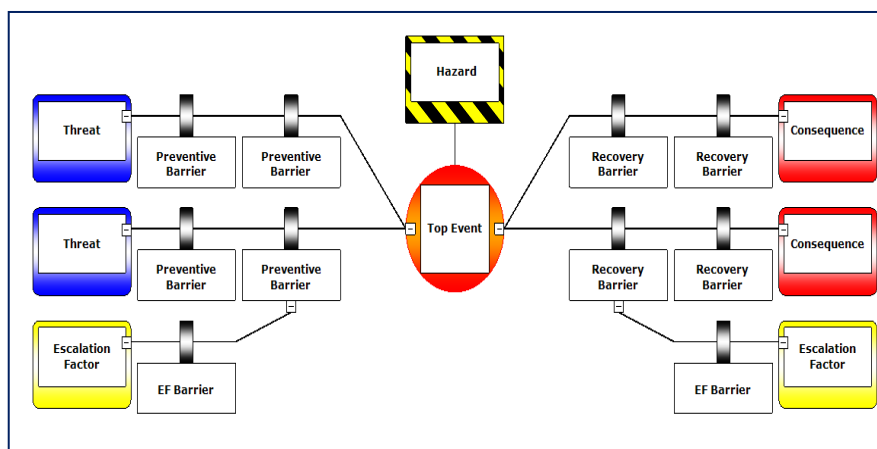 Hazard
Threat
Preventive
Barrier
Preventive
Barrier
Recovery
Barrier
Recovery
Barrier
Consequence
Top Event
Threat
Preventive
Barrier
Preventive
Barrier
Recovery
Barrier
Recovery
Barrier
Consequence
Escalation
Factor
EF Barrier
EF Barrier
Escalation
Factor